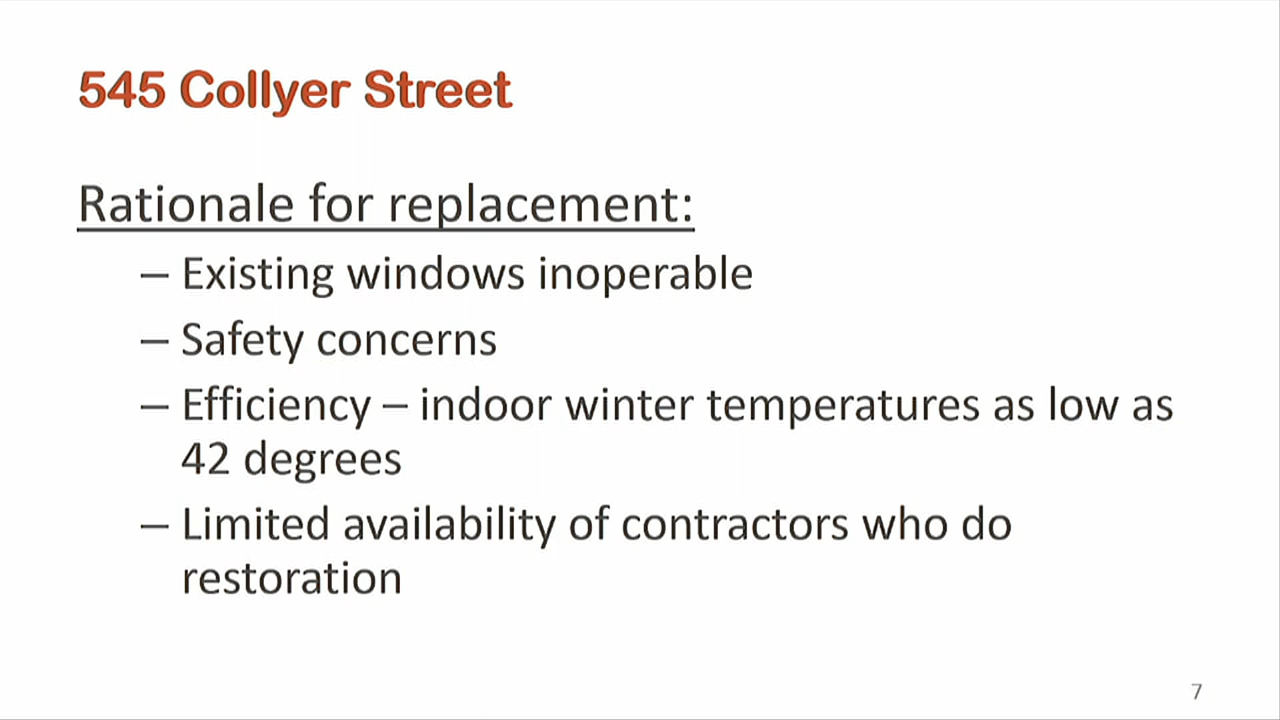 545 Collyer Street
Rationale for replacement:
– Existing windows inoperable
– Safety concerns
– Efficiency – indoor winter temperatures as low as
42 degrees
– Limited availability of contractors who do
restoration
7